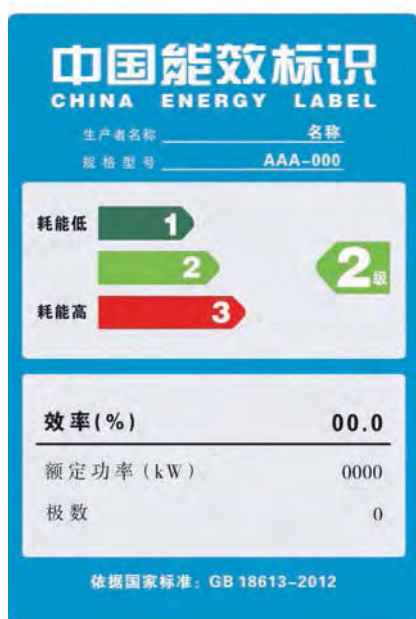 中国能效标识
CHINA ENERGY LABEL
生产者名称 名称
规格型号 AAA-000
耗能低 1
2
2级
耗能高 3
效率(%) 00.0
额定功率(kW) 0000
极数 0
依据国家标准：GB 18613-2012